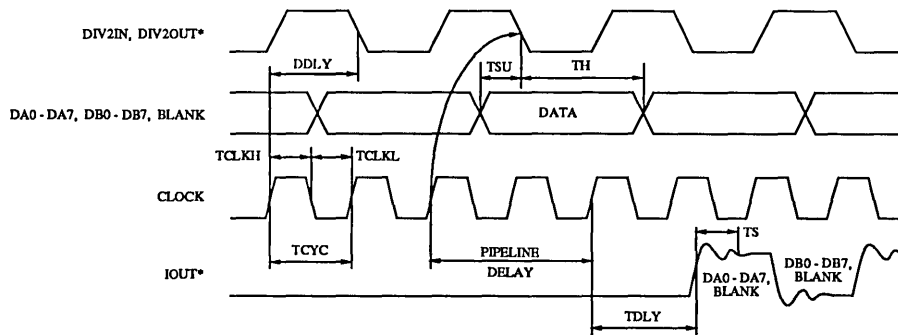 DIV2IN, DIV2OUT*
DDLY
TSU
TH
DA0 - DA7, DB0 - DB7, BLANK
DATA
TCLKH
TCLKL
CLOCK
TCYC
PIPELINE
DELAY
TS
IOUT*
DA0 - DA7,
BLANK
DB0 - DB7,
BLANK
TDLY